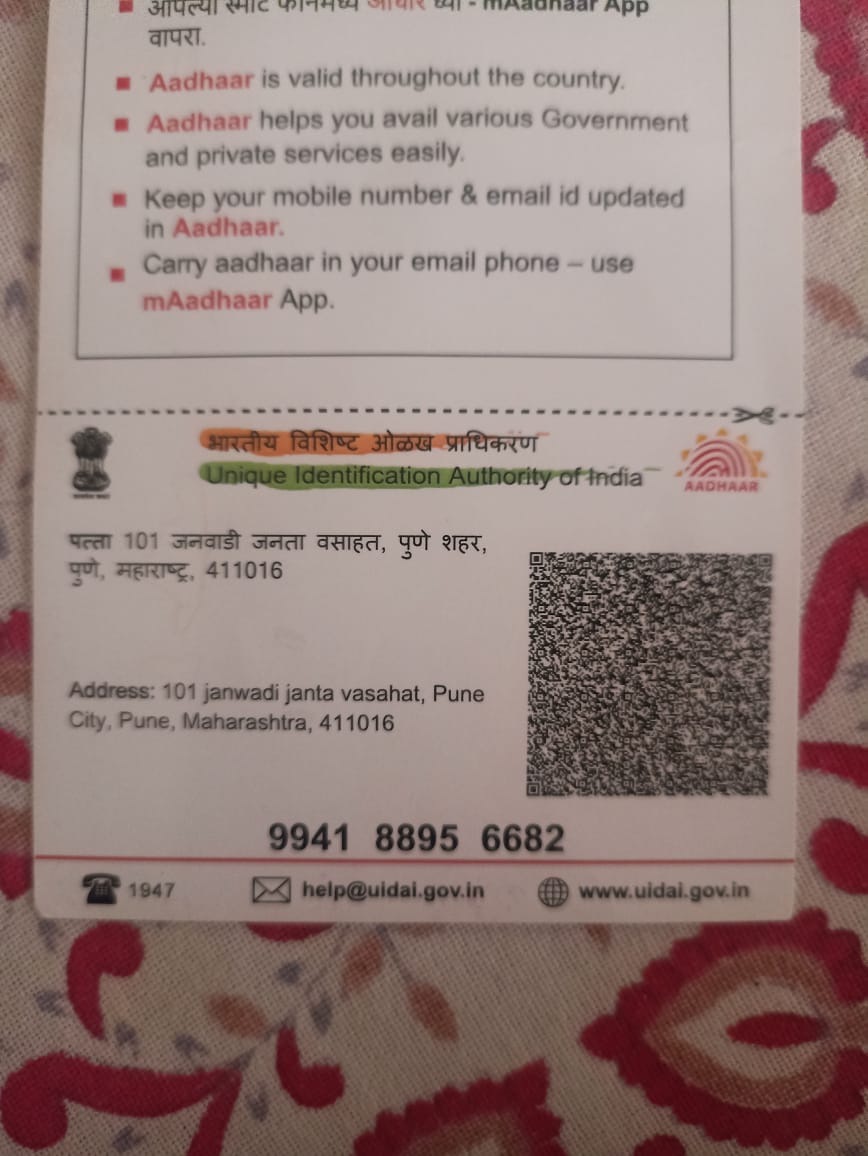 आपल्या स्मार्ट फोनमध्ये आधार घ्या - mAadhaar App
वापरा.
Aadhaar is valid throughout the country.
Aadhaar helps you avail various Government
and private services easily.
Keep your mobile number & email id updated
in Aadhaar.
Carry aadhaar in your email phone – use
mAadhaar App.
भारतीय विशिष्ट ओळख प्राधिकरण
Unique Identification Authority of India
AADHAAR
पत्ता 101 जनवाडी जनता वसाहत, पुणे शहर,
पुणे, महाराष्ट्र, 411016
Address: 101 janwadi janta vasahat, Pune
City, Pune, Maharashtra, 411016
9941 8895 6682
1947 help@uidai.gov.in www.uidai.gov.in